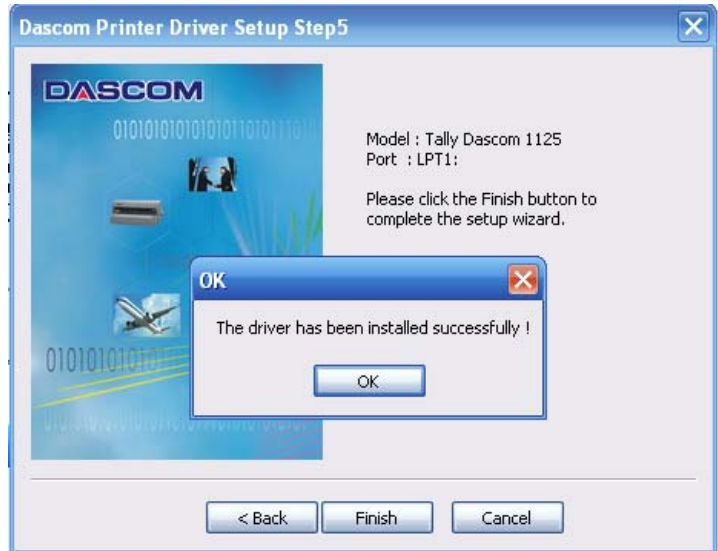 Dascom Printer Driver Setup Step5
DASCOM
Model : Tally Dascom 1125
Port : LPT1:
Please click the Finish button to
complete the setup wizard.
OK
The driver has been installed successfully !
OK
< Back
Finish
Cancel